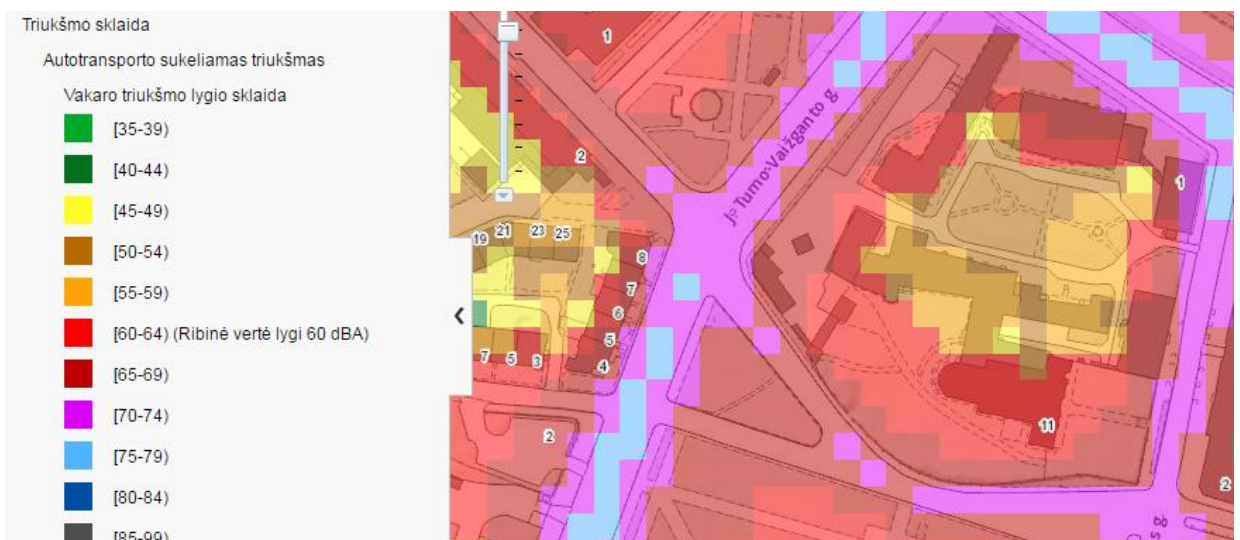 Triukšmo sklaida
Autotransporto sukeliamas triukšmas
Vakaro triukšmo lygio sklaida
[35-39)
[40-44)
[45-49)
[50-54)
[55-59)
[60-64) (Ribinė vertė lygi 60 dBA)
[65-69)
[70-74)
[75-79)
[80-84)
[85-99)
1
2
J. Tumo-Vaižganto g
1
19 21 23 25
8
7
6
5
4
7 5 3
2
11
2
s g